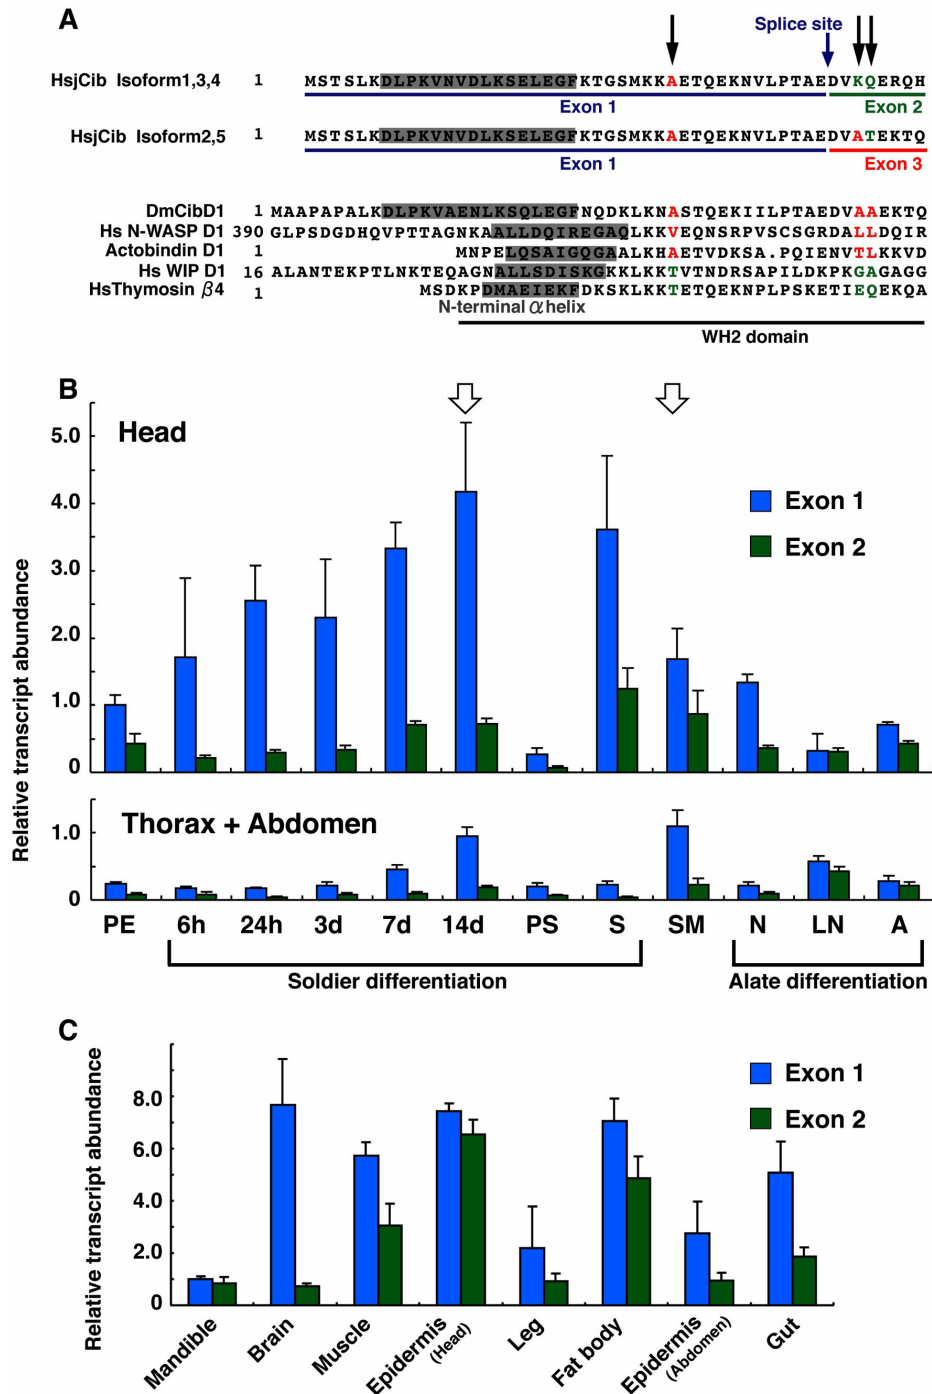 A
Splice site
HsjCib Isoform1,3,4 1 MSTSLKDLPKVNVDLKSELEGFKTGSMKKAETQEKNVLPTAEDVKQERQH
Exon 1 Exon 2
HsjCib Isoform2,5 1 MSTSLKDLPKVNVDLKSELEGFKTGSMKKAETQEKNVLPTAEDVATEKTQ
Exon 1 Exon 3
DmCibD1 1 MAAPAPALKDLPKVAENLKSQLEGFNQDKLKNASTQEKIILPTAEDVAAEKTQ
Hs N-WASP D1 390 GLPSDGDHQVPTTAGNKAALLDQIREGAQLKKVEQNSRPVSCSGRDALLDQIR
Actobindin D1 1 MNPELQSAIGQGAALKHAETVDKSA.PQIENVTLKKVD
Hs WIP D1 16 ALANTEKPTLNKTEQAGNALLSDISKGKKLKKTVTNDRSAPILDKPKGAGAGG
HsThymosin β4 1 MSDKPDMAEIEKFDKSKLKKTETQEKNPLPSKETIEQEKQA
N-terminal α helix
WH2 domain
B
Head
5.0
4.0
3.0
2.0
1.0
0
Exon 1
Exon 2
Relative transcript abundance
Thorax + Abdomen
1.0
0
PE 6h 24h 3d 7d 14d PS S SM N LN A
Soldier differentiation Alate differentiation
C
Relative transcript abundance
8.0
6.0
4.0
2.0
0
Exon 1
Exon 2
Mandible
Brain
Muscle
Epidermis
(Head)
Leg
Fat body
Epidermis
(Abdomen)
Gut